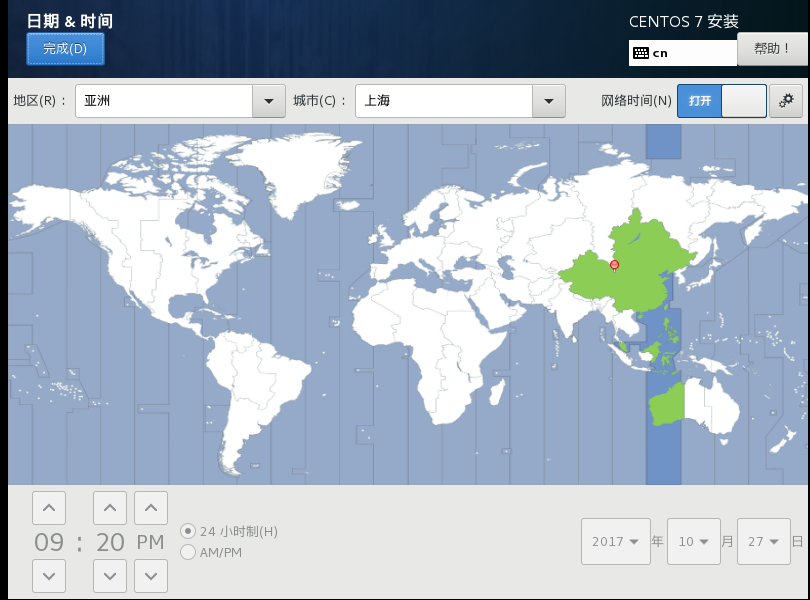 日期 & 时间
CENTOS 7 安装
完成(D)
cn
帮助！
地区(R)： 亚洲 城市(C)： 上海 网络时间(N) 打开
09 : 20 PM
24 小时制(H)
AM/PM
2017 年 10 月 27 日